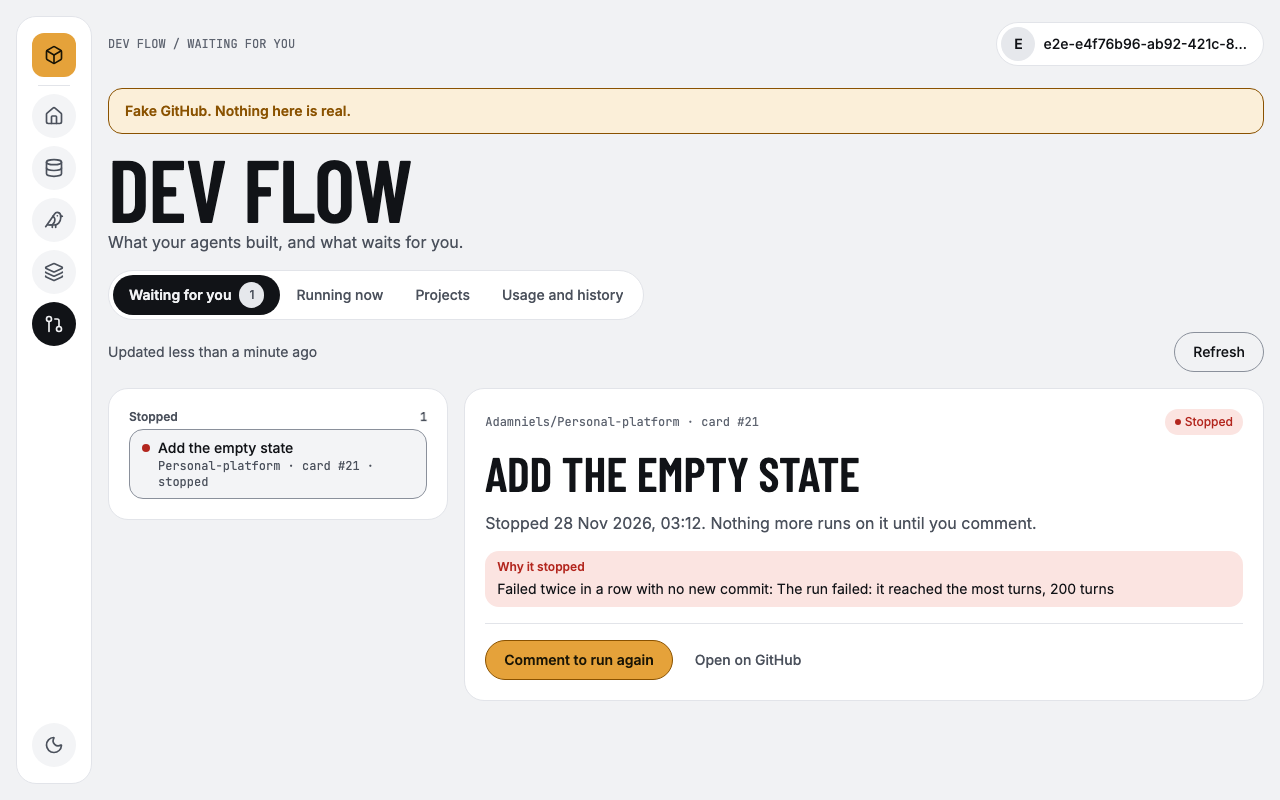 DEV FLOW / WAITING FOR YOU
E
e2e-e4f76b96-ab92-421c-8...
Fake GitHub. Nothing here is real.
DEV FLOW
What your agents built, and what waits for you.
Waiting for you 1
Running now
Projects
Usage and history
Updated less than a minute ago
Refresh
Stopped 1
Add the empty state
Personal-platform · card #21 ·
stopped
Adamniels/Personal-platform · card #21
Stopped
ADD THE EMPTY STATE
Stopped 28 Nov 2026, 03:12. Nothing more runs on it until you comment.
Why it stopped
Failed twice in a row with no new commit: The run failed: it reached the most turns, 200 turns
Comment to run again
Open on GitHub